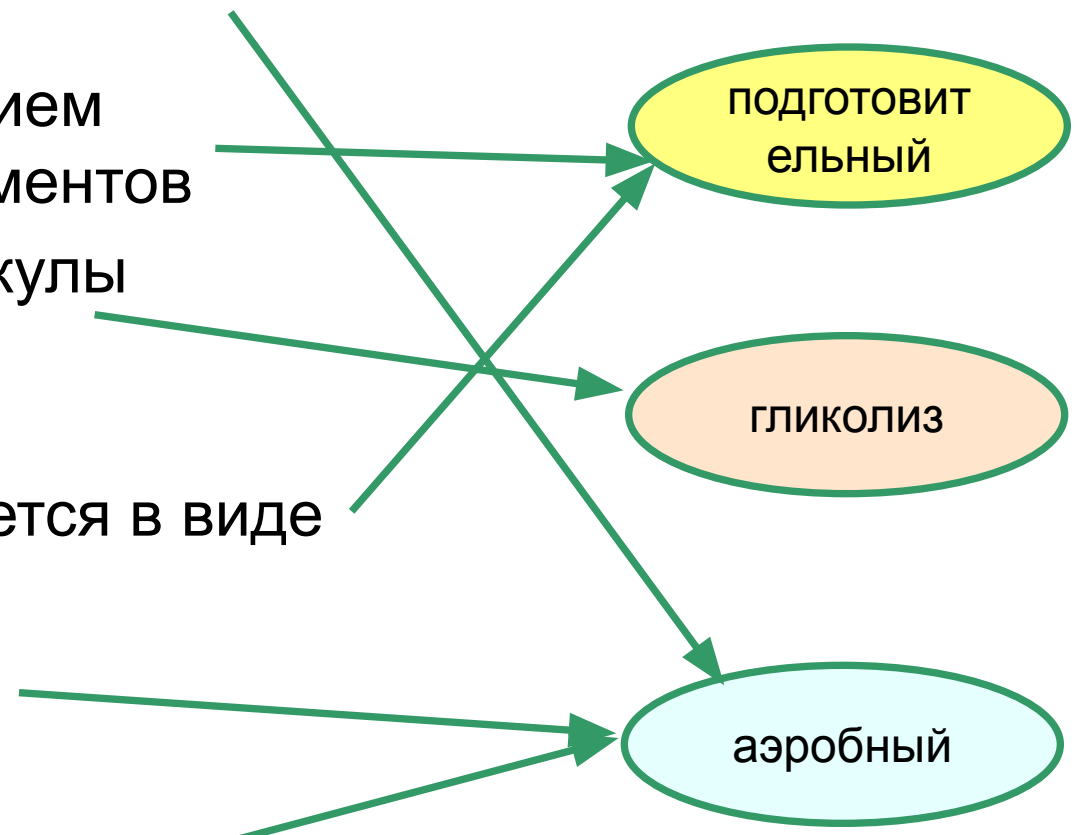 ием
ментов
кулы
ется в виде
подготовит
ельный
гликолиз
аэробный